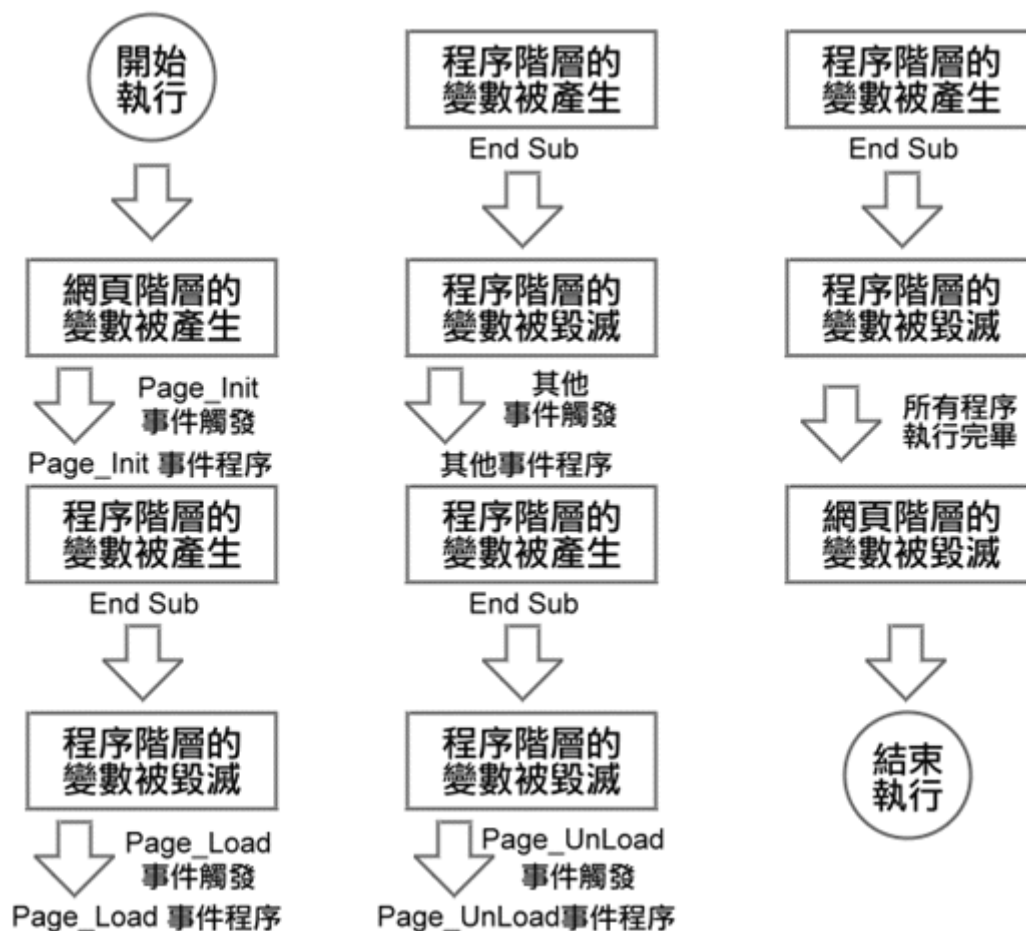 開始
執行
網頁階層的
變數被產生
Page_Init
事件觸發
Page_Init 事件程序
程序階層的
變數被產生
End Sub
程序階層的
變數被毀滅
Page_Load
事件觸發
Page_Load 事件程序
程序階層的
變數被產生
End Sub
程序階層的
變數被毀滅
其他
事件觸發
其他事件程序
程序階層的
變數被產生
End Sub
程序階層的
變數被毀滅
Page_UnLoad
事件觸發
Page_UnLoad事件程序
程序階層的
變數被產生
End Sub
程序階層的
變數被毀滅
所有程序
執行完畢
網頁階層的
變數被毀滅
結束
執行